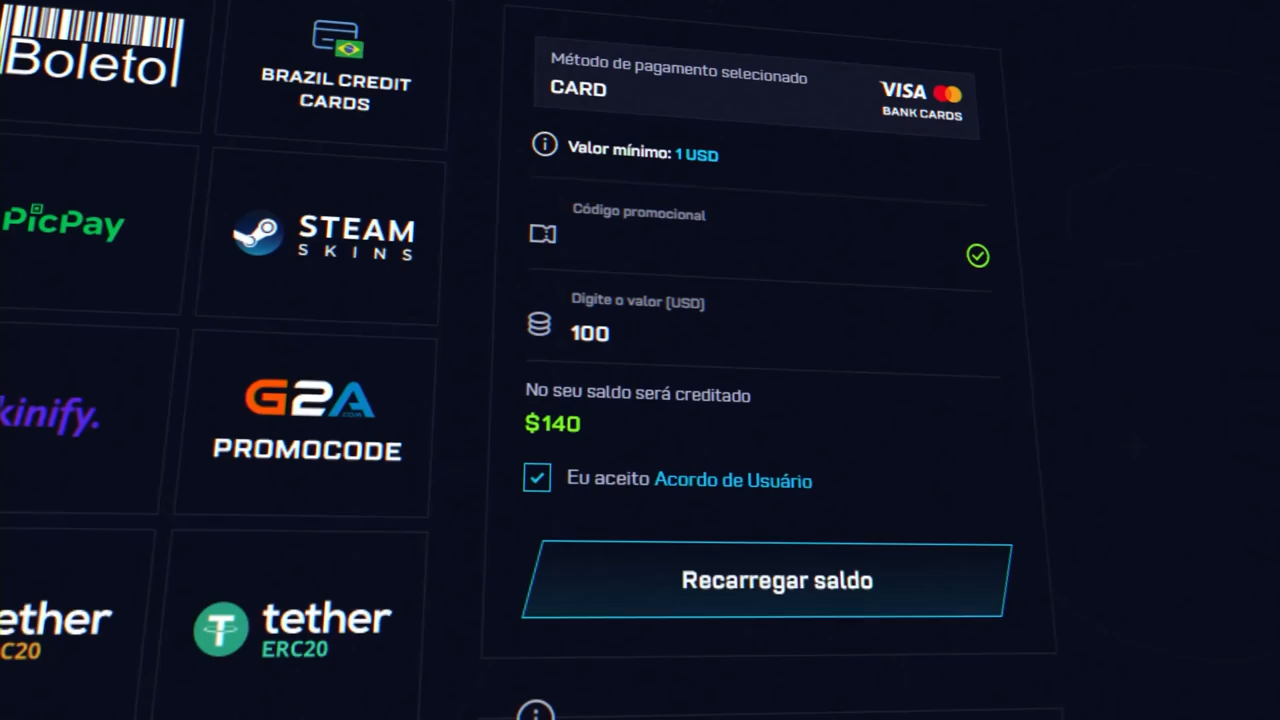 Boleto
BRAZIL CREDIT
CARDS
PicPay
STEAM
SKINS
kinify.
G2A
.COM
PROMOCODE
ether
C20
tether
ERC20
Método de pagamento selecionado
CARD
VISA
BANK CARDS
Valor mínimo: 1 USD
Código promocional
Digite o valor (USD)
100
No seu saldo será creditado
$140
Eu aceito Acordo de Usuário
Recarregar saldo